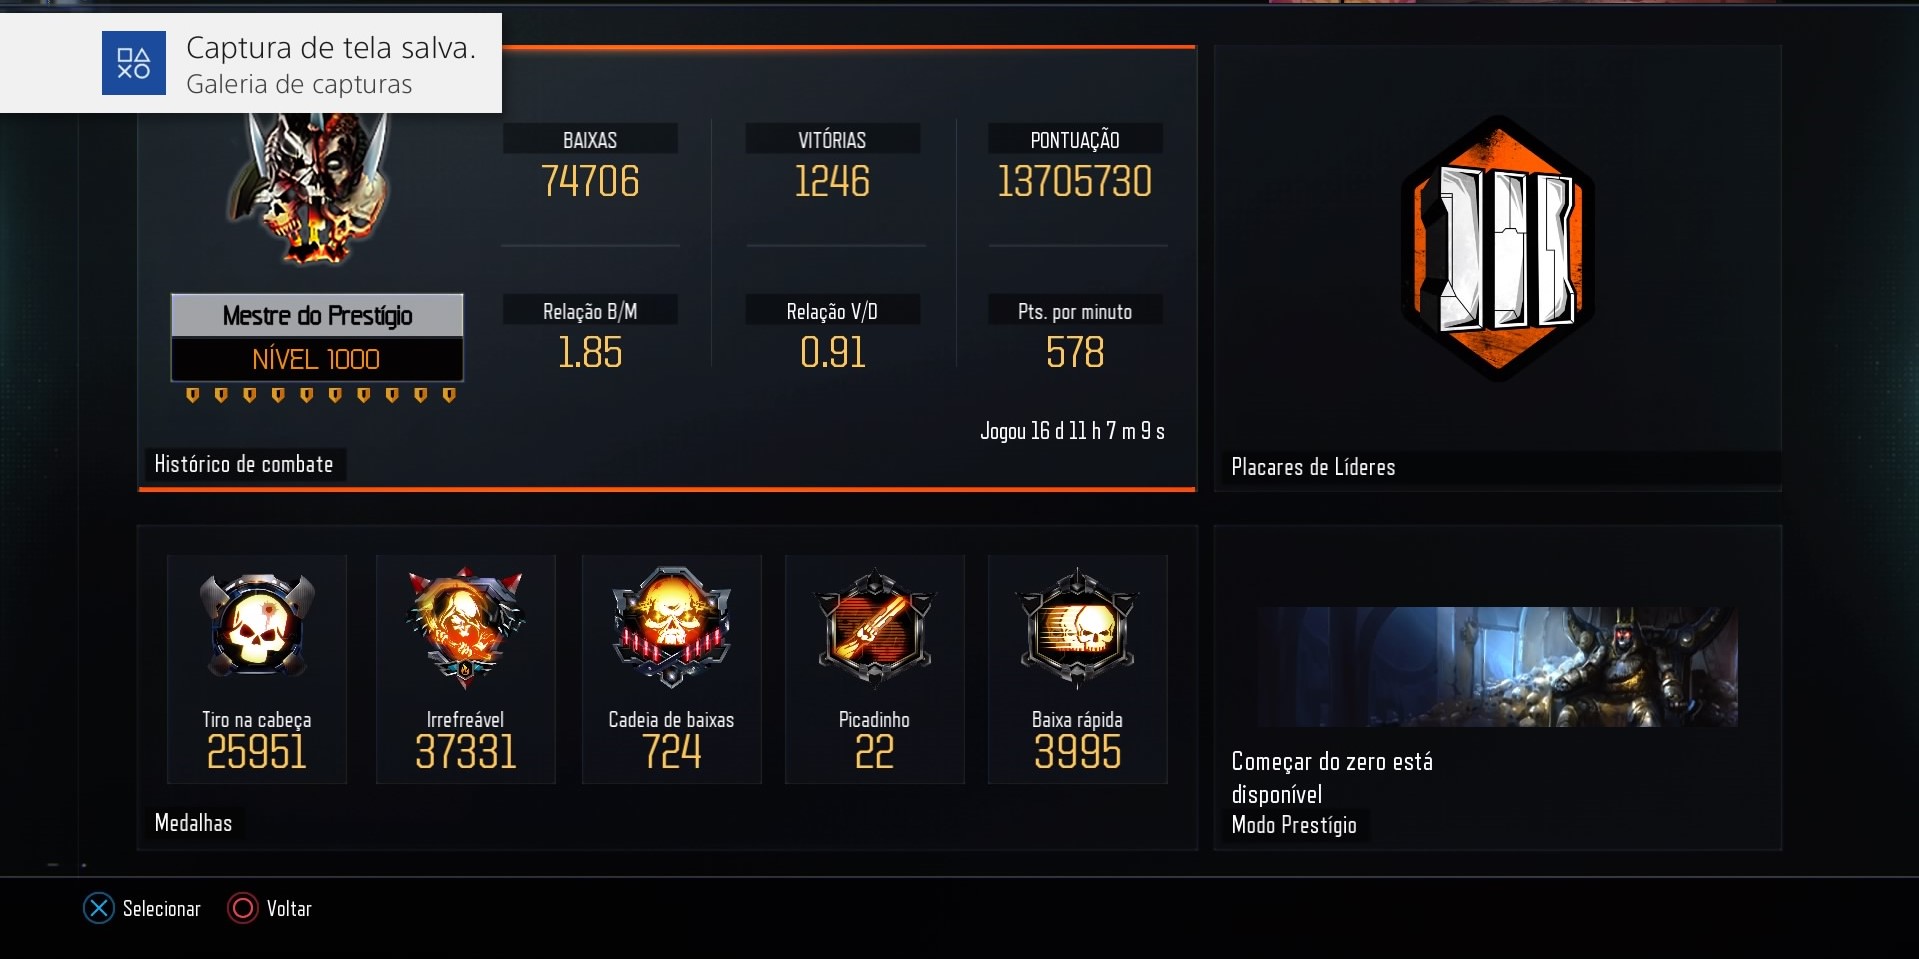 Captura de tela salva.
Galeria de capturas
BAIXAS
74706
VITÓRIAS
1246
PONTUAÇÃO
13705730
Mestre do Prestígio
NÍVEL 1000
Relação B/M
1.85
Relação V/D
0.91
Pts. por minuto
578
Jogou 16 d 11 h 7 m 9 s
Histórico de combate
Placares de Líderes
Tiro na cabeça
25951
Irrefreável
37331
Cadeia de baixas
724
Picadinho
22
Baixa rápida
3995
Medalhas
Começar do zero está
disponível
Modo Prestígio
Selecionar
Voltar